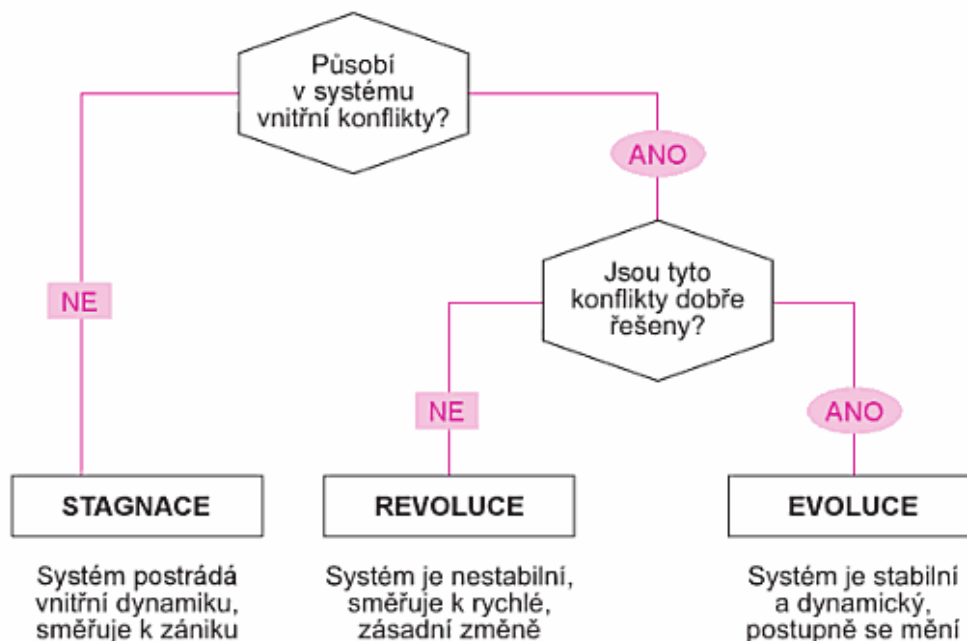 Působí
v systému
vnitřní konflikty?
ANO
Jsou tyto
konflikty dobře
řešeny?
NE
NE
ANO
STAGNACE
REVOLUCE
EVOLUCE
Systém postrádá
vnitřní dynamiku,
směřuje k zániku
Systém je nestabilní,
směřuje k rychlé,
zásadní změně
Systém je stabilní
a dynamický,
postupně se mění